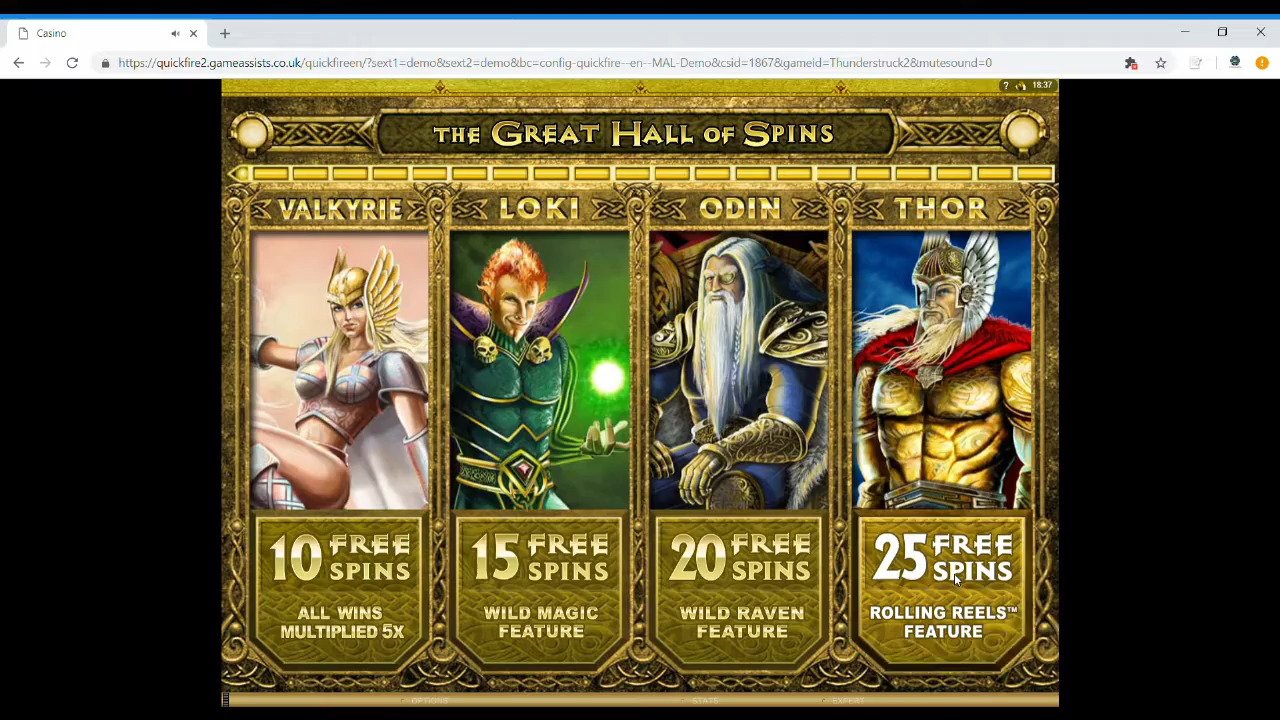 Casino
https://quickfire2.gameassists.co.uk/quickfireen/?sext1=demo&sext2=demo&bc=config-quickfire--en--MAL-Demo&csid=1867&gameid=Thunderstruck2&mutesound=0
? 18.37
THE GREAT HALL OF SPINS
VALKYRIE
LOKI
ODIN
THOR
10 FREE
SPINS
ALL WINS
MULTIPLIED 5X
15 FREE
SPINS
WILD MAGIC
FEATURE
20 FREE
SPINS
WILD RAVEN
FEATURE
25 FREE
SPINS
ROLLING REELS™
FEATURE
OPTIONS
STATS
EXPERT